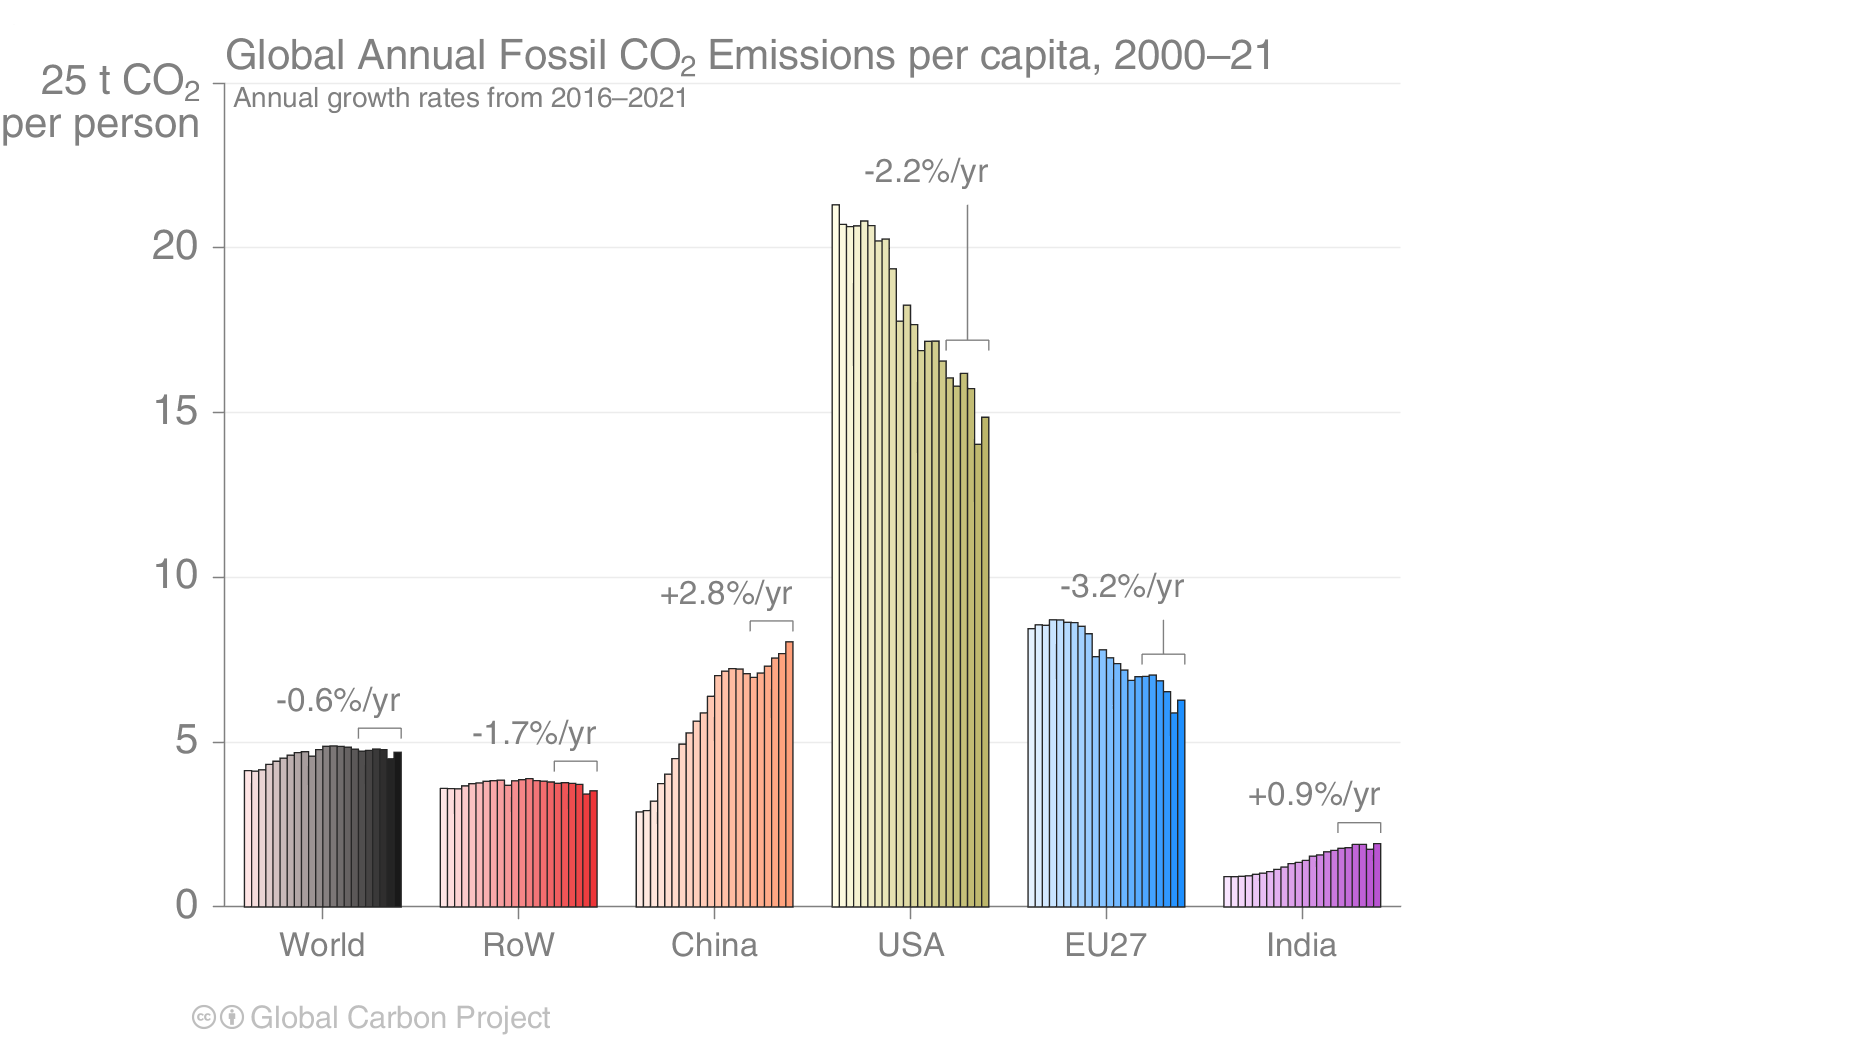 Global Annual Fossil CO₂ Emissions per capita, 2000–21
25 t CO₂
per person
Annual growth rates from 2016–2021
-2.2%/yr
20
15
10
-3.2%/yr
+2.8%/yr
-0.6%/yr
-1.7%/yr
5
+0.9%/yr
0
World RoW China USA EU27 India
cc Global Carbon Project